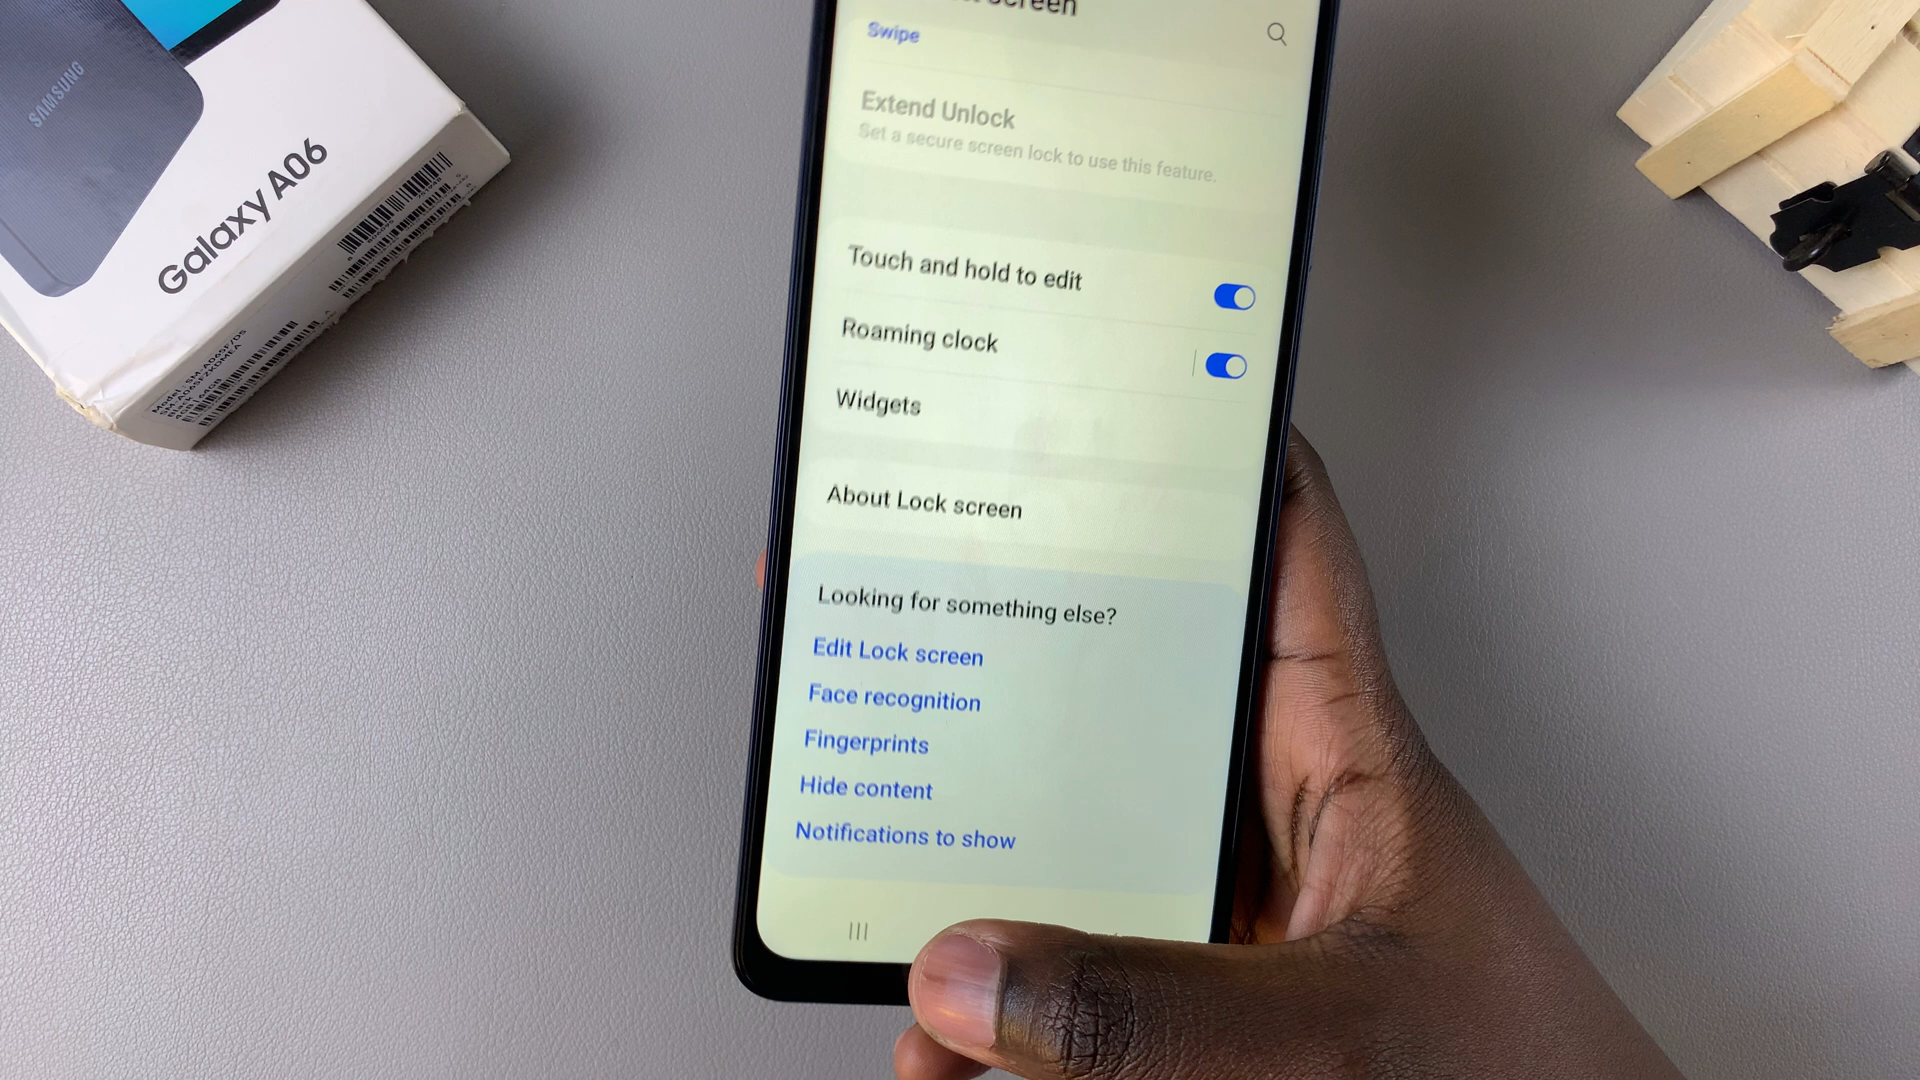 SAMSUNG
Galaxy A06
Swipe
Extend Unlock
Set a secure screen lock to use this feature.
Touch and hold to edit
Roaming clock
Widgets
About Lock screen
Looking for something else?
Edit Lock screen
Face recognition
Fingerprints
Hide content
Notifications to show